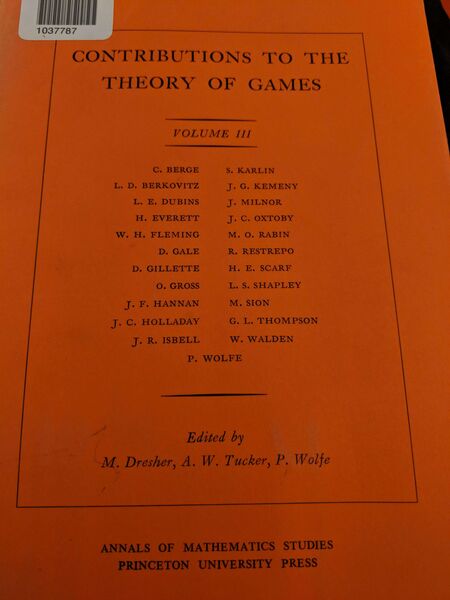 1037787
CONTRIBUTIONS TO THE
THEORY OF GAMES
VOLUME III
C. BERGE S. KARLIN
L. D. BERKOVITZ J. G. KEMENY
L. E. DUBINS J. MILNOR
H. EVERETT J. C. OXTOBY
W. H. FLEMING M. O. RABIN
D. GALE R. RESTREPO
D. GILLETTE H. E. SCARF
O. GROSS L. S. SHAPLEY
J. F. HANNAN M. SION
J. C. HOLLADAY G. L. THOMPSON
J. R. ISBELL W. WALDEN
P. WOLFE
Edited by
M. Dresher, A. W. Tucker, P. Wolfe
ANNALS OF MATHEMATICS STUDIES
PRINCETON UNIVERSITY PRESS